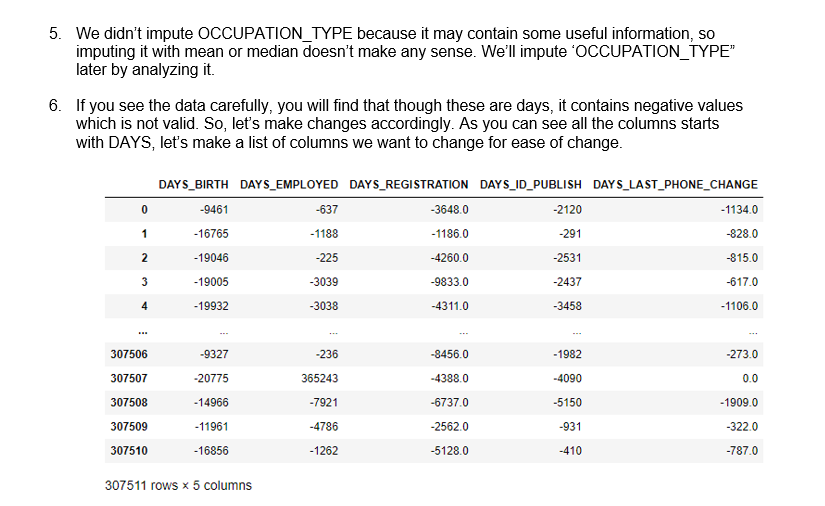 5. We didn’t impute OCCUPATION_TYPE because it may contain some useful information, so
imputing it with mean or median doesn’t make any sense. We’ll impute ‘OCCUPATION_TYPE”
later by analyzing it.
6. If you see the data carefully, you will find that though these are days, it contains negative values
which is not valid. So, let’s make changes accordingly. As you can see all the columns starts
with DAYS, let’s make a list of columns we want to change for ease of change.
DAYS_BIRTH DAYS_EMPLOYED DAYS_REGISTRATION DAYS_ID_PUBLISH DAYS_LAST_PHONE_CHANGE
0 -9461 -637 -3648.0 -2120 -1134.0
1 -16765 -1188 -1186.0 -291 -828.0
2 -19046 -225 -4260.0 -2531 -815.0
3 -19005 -3039 -9833.0 -2437 -617.0
4 -19932 -3038 -4311.0 -3458 -1106.0
... ... ... ... ... ...
307506 -9327 -236 -8456.0 -1982 -273.0
307507 -20775 365243 -4388.0 -4090 0.0
307508 -14966 -7921 -6737.0 -5150 -1909.0
307509 -11961 -4786 -2562.0 -931 -322.0
307510 -16856 -1262 -5128.0 -410 -787.0
307511 rows × 5 columns